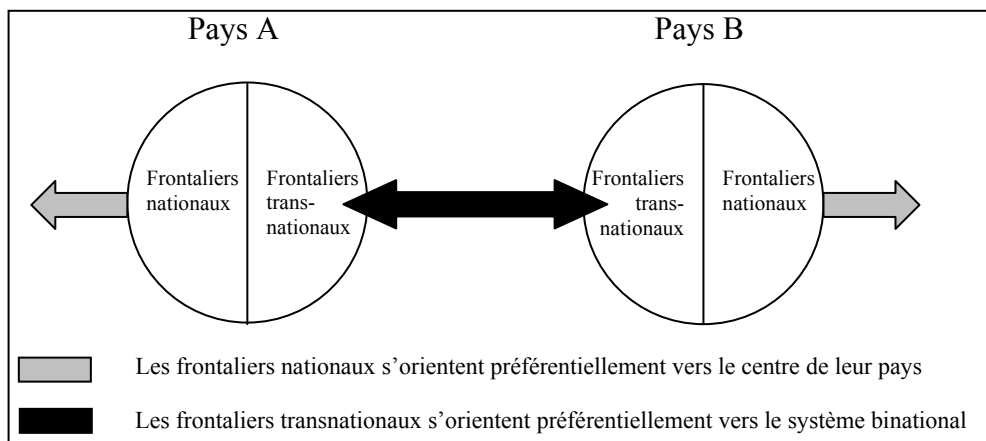 Pays A
Pays B
Frontaliers
nationaux
Frontaliers
trans-
nationaux
Frontaliers
trans-
nationaux
Frontaliers
nationaux
Les frontaliers nationaux s’orientent préférentiellement vers le centre de leur pays
Les frontaliers transnationaux s’orientent préférentiellement vers le système binational